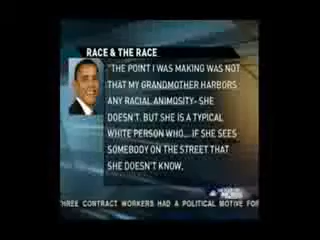 RACE & THE RACE
"THE POINT I WAS MAKING WAS NOT
THAT MY GRANDMOTHER HARBORS
ANY RACIAL ANIMOSITY- SHE
DOESN'T. BUT SHE IS A TYPICAL
WHITE PERSON WHO... IF SHE SEES
SOMEBODY ON THE STREET THAT
SHE DOESN'T KNOW,
THREE CONTRACT WORKERS HAD A POLITICAL MOTIVE FOR